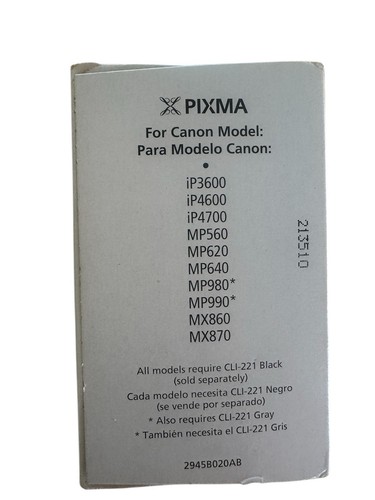 PIXMA
For Canon Model:
Para Modelo Canon:
•
iP3600
iP4600
iP4700
MP560
MP620
MP640
MP980*
MP990*
MX860
MX870
213510
All models require CLI-221 Black
(sold separately)
Cada modelo necesita CLI-221 Negro
(se vende por separado)
* Also requires CLI-221 Gray
* También necesita el CLI-221 Gris
2945B020AB